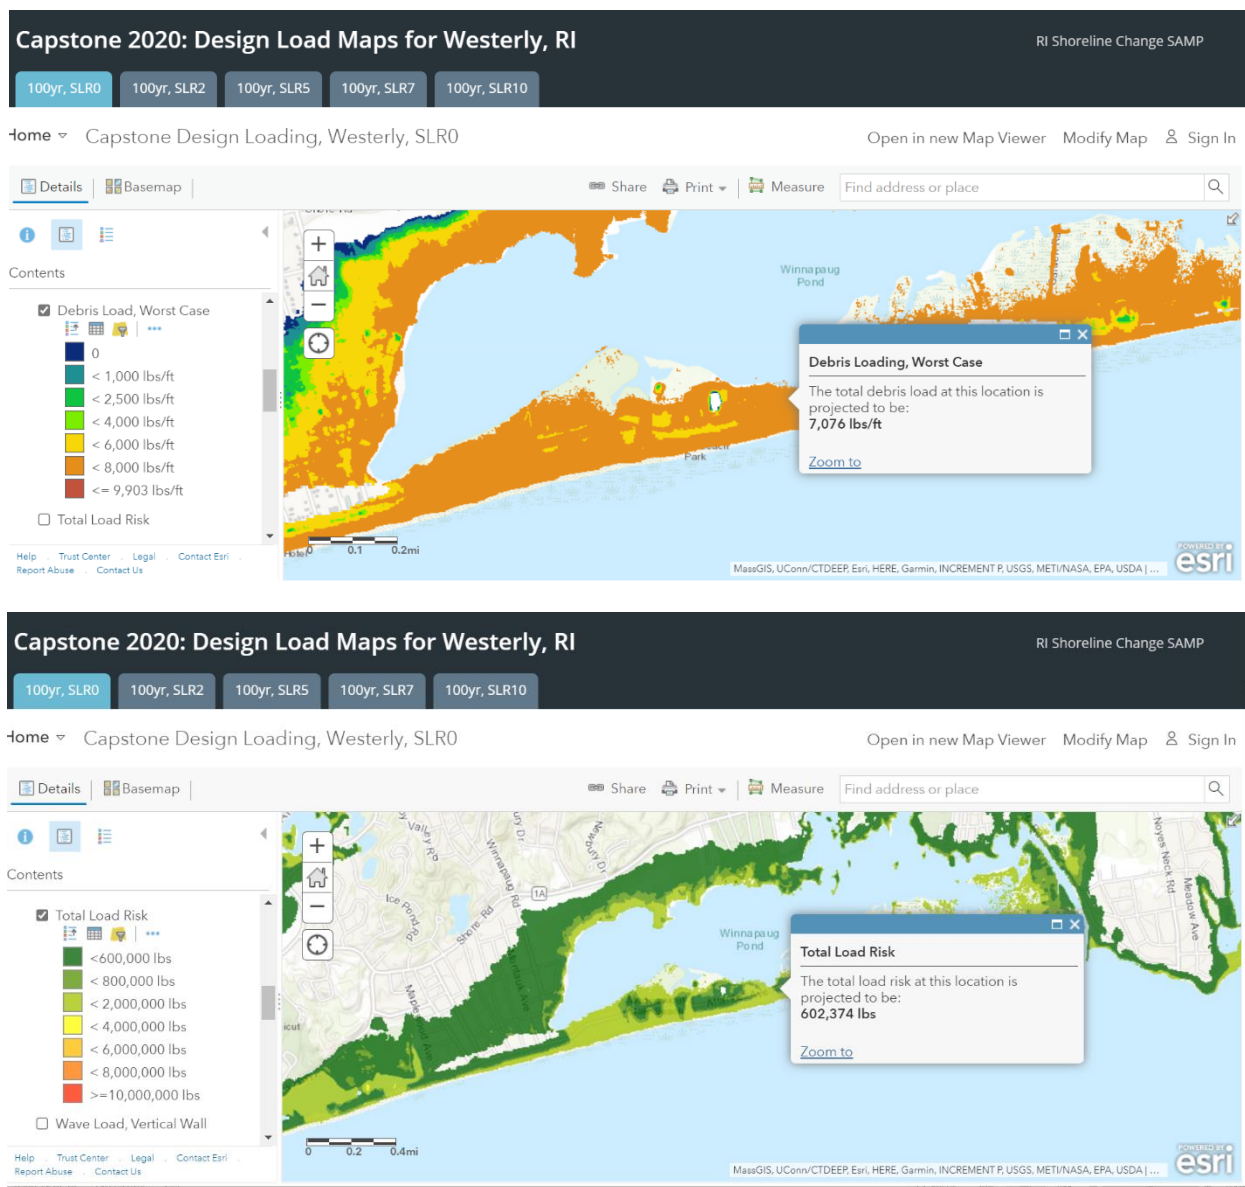 Capstone 2020: Design Load Maps for Westerly, RI
RI Shoreline Change SAMP
100yr, SLR0 100yr, SLR2 100yr, SLR5 100yr, SLR7 100yr, SLR10
Home Capstone Design Loading, Westerly, SLR0
Open in new Map Viewer Modify Map Sign In
Details Basemap
Share Print Measure Find address or place
Contents
Debris Load, Worst Case
0
< 1,000 lbs/ft
< 2,500 lbs/ft
< 4,000 lbs/ft
< 6,000 lbs/ft
< 8,000 lbs/ft
<= 9,903 lbs/ft
Total Load Risk
Help . Trust Center . Legal . Contact Esri .
Report Abuse . Contact Us
Winnapaug
Pond
Debris Loading, Worst Case
The total debris load at this location is
projected to be:
7,076 lbs/ft
Zoom to
Park
0 0.1 0.2mi
MassGIS, UConn/CTDEEP, Esri, HERE, Garmin, INCREMENT P, USGS, METI/NASA, EPA, USDA | ...
POWERED BY
esri
Capstone 2020: Design Load Maps for Westerly, RI
RI Shoreline Change SAMP
100yr, SLR0 100yr, SLR2 100yr, SLR5 100yr, SLR7 100yr, SLR10
Home Capstone Design Loading, Westerly, SLR0
Open in new Map Viewer Modify Map Sign In
Details Basemap
Share Print Measure Find address or place
Contents
Total Load Risk
<600,000 lbs
< 800,000 lbs
< 2,000,000 lbs
< 4,000,000 lbs
< 6,000,000 lbs
< 8,000,000 lbs
>=10,000,000 lbs
Wave Load, Vertical Wall
Help . Trust Center . Legal . Contact Esri .
Report Abuse . Contact Us
Valley Rd
Winnapaug Rd
Newbury Dr
1A
Ice Pond Rd
Shore Rd
Noyes Neck Rd
Meadow Ave
Winnapaug
Pond
Total Load Risk
The total load risk at this location is
projected to be:
602,374 lbs
Zoom to
0 0.2 0.4mi
MassGIS, UConn/CTDEEP, Esri, HERE, Garmin, INCREMENT P, USGS, METI/NASA, EPA, USDA | ...
POWERED BY
esri